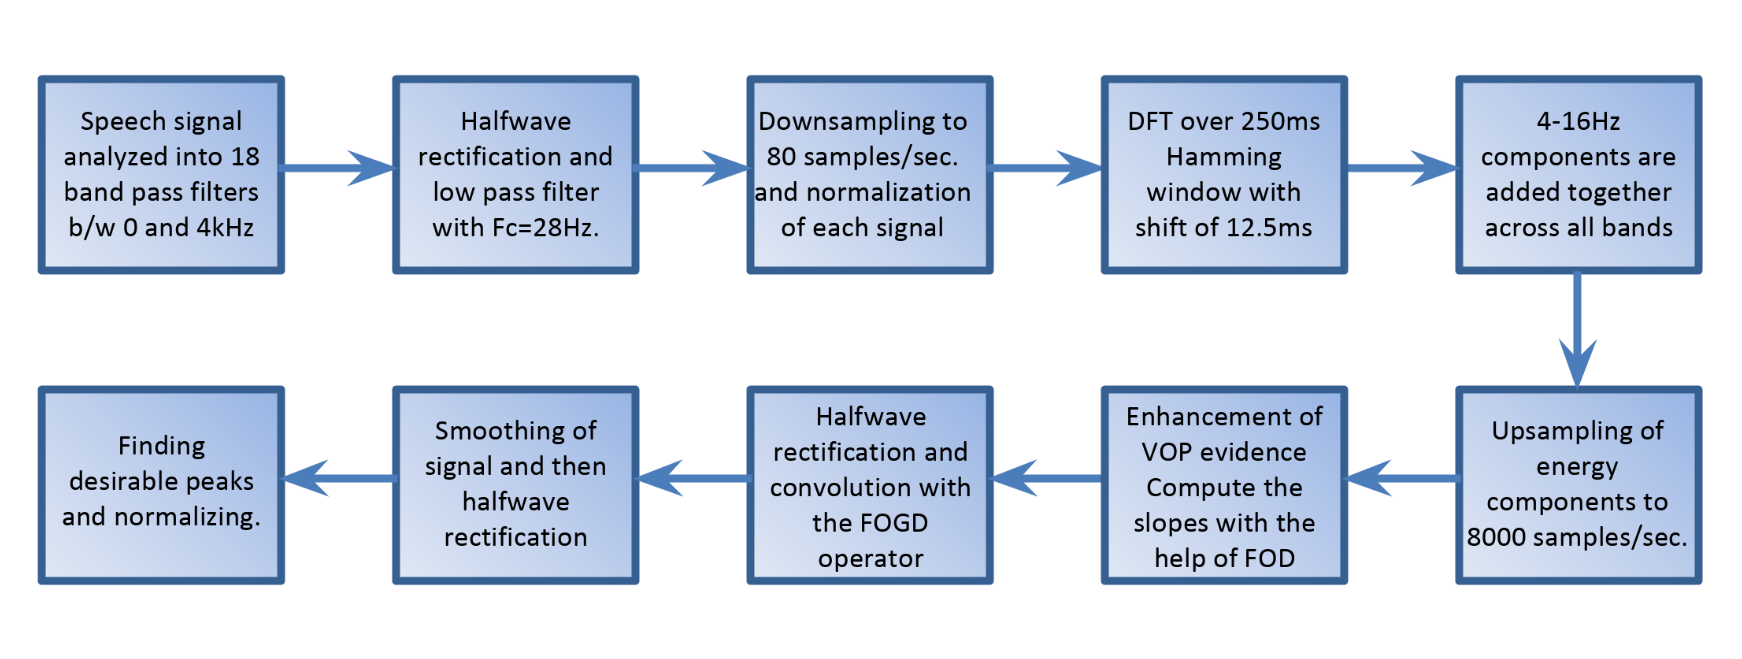 Speech signal
analyzed into 18
band pass filters
b/w 0 and 4kHz
Halfwave
rectification and
low pass filter
with Fc=28Hz.
Downsampling to
80 samples/sec.
and normalization
of each signal
DFT over 250ms
Hamming
window with
shift of 12.5ms
4-16Hz
components are
added together
across all bands
Upsampling of
energy
components to
8000 samples/sec.
Enhancement of
VOP evidence
Compute the
slopes with the
help of FOD
Halfwave
rectification and
convolution with
the FOGD
operator
Smoothing of
signal and then
halfwave
rectification
Finding
desirable peaks
and normalizing.